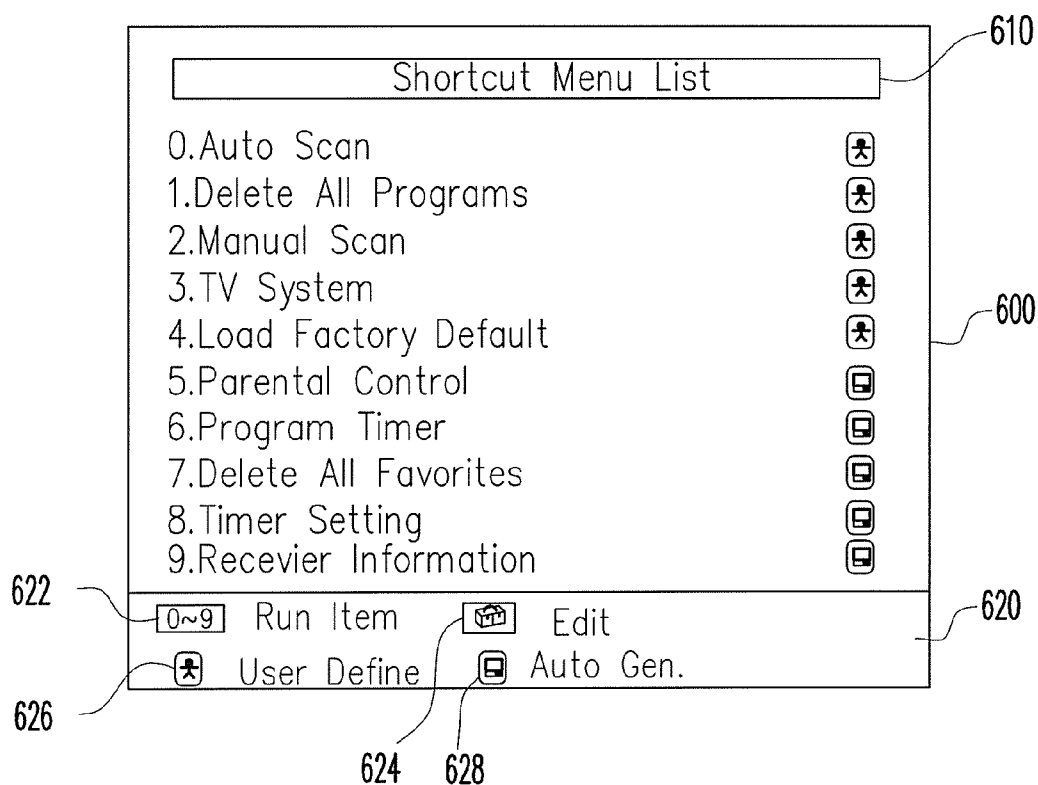 610
Shortcut Menu List
0.Auto Scan
1.Delete All Programs
2.Manual Scan
3.TV System
600
4.Load Factory Default
5.Parental Control
6.Program Timer
7.Delete All Favorites
8.Timer Setting
9.Recevier Information
622
0~9 Run Item Edit
620
User Define Auto Gen.
626
624 628